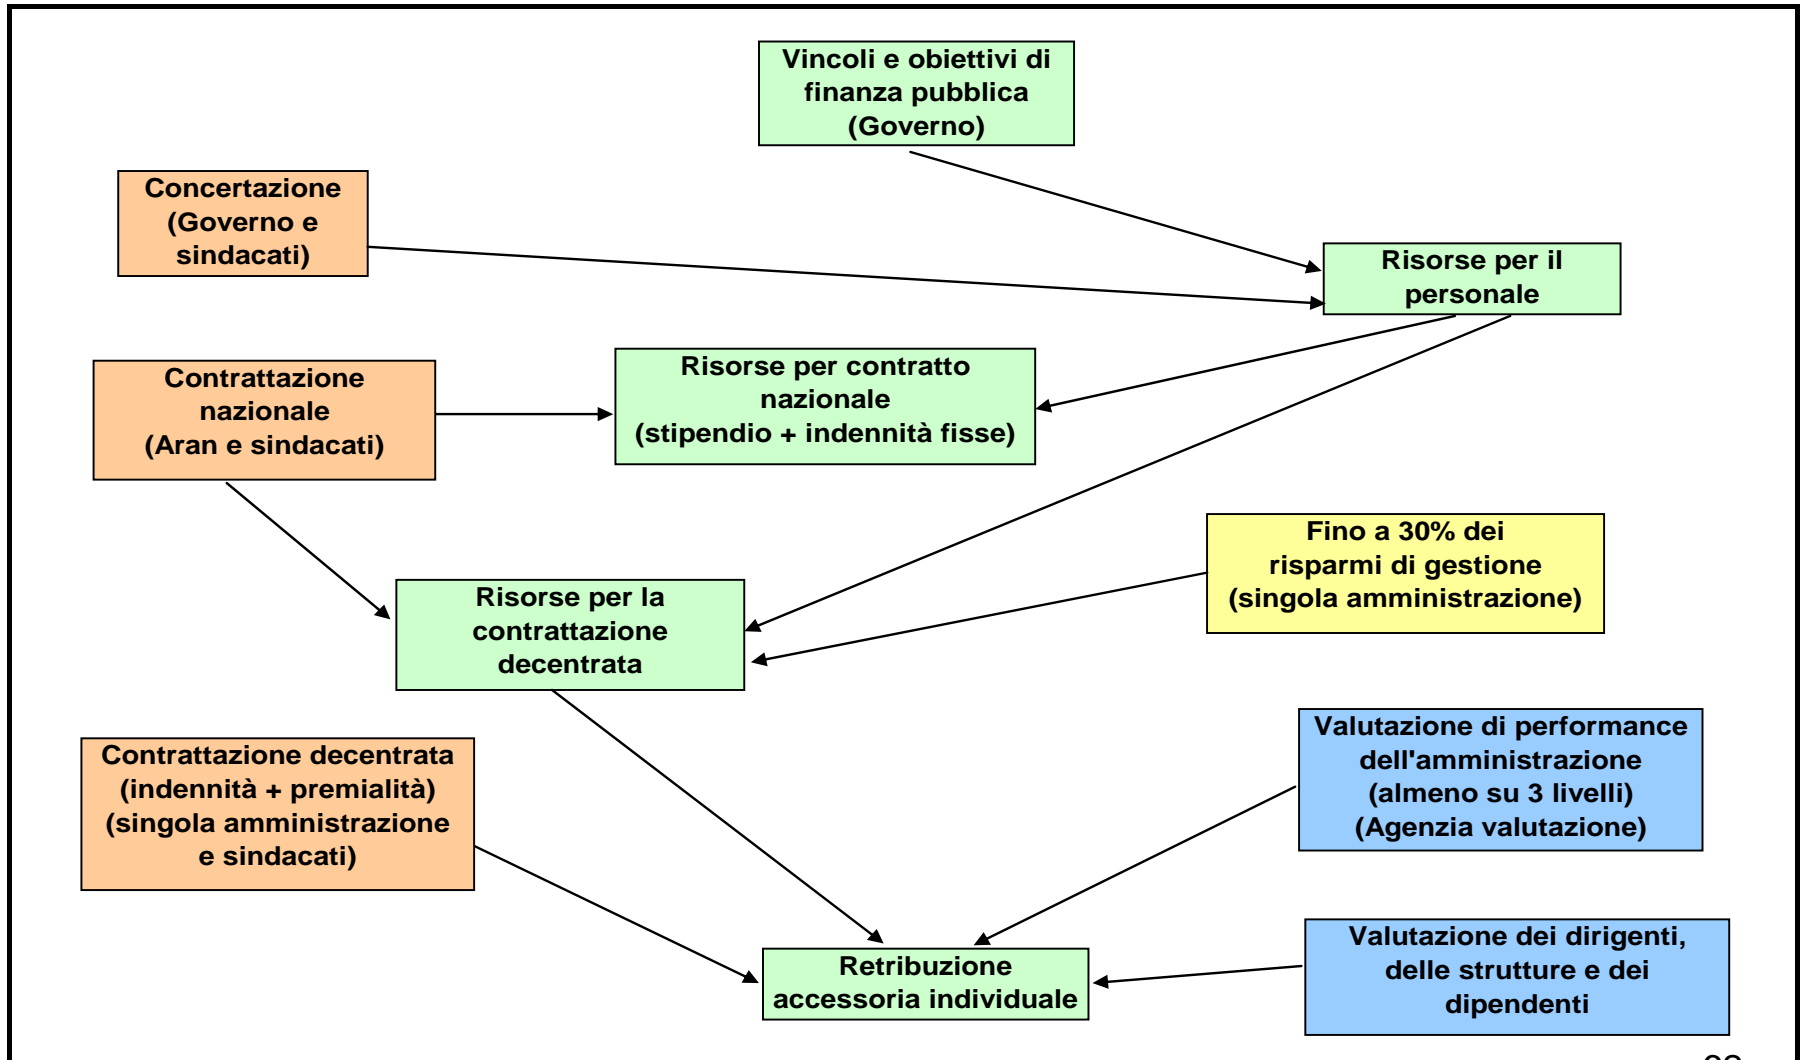 Vincoli e obiettivi di
finanza pubblica
(Governo)
Concertazione
(Governo e
sindacati)
Risorse per il
personale
Contrattazione
nazionale
(Aran e sindacati)
Risorse per contratto
nazionale
(stipendio + indennità fisse)
Fino a 30% dei
risparmi di gestione
(singola amministrazione)
Risorse per la
contrattazione
decentrata
Contrattazione decentrata
(indennità + premialità)
(singola amministrazione
e sindacati)
Valutazione di performance
dell'amministrazione
(almeno su 3 livelli)
(Agenzia valutazione)
Retribuzione
accessoria individuale
Valutazione dei dirigenti,
delle strutture e dei
dipendenti